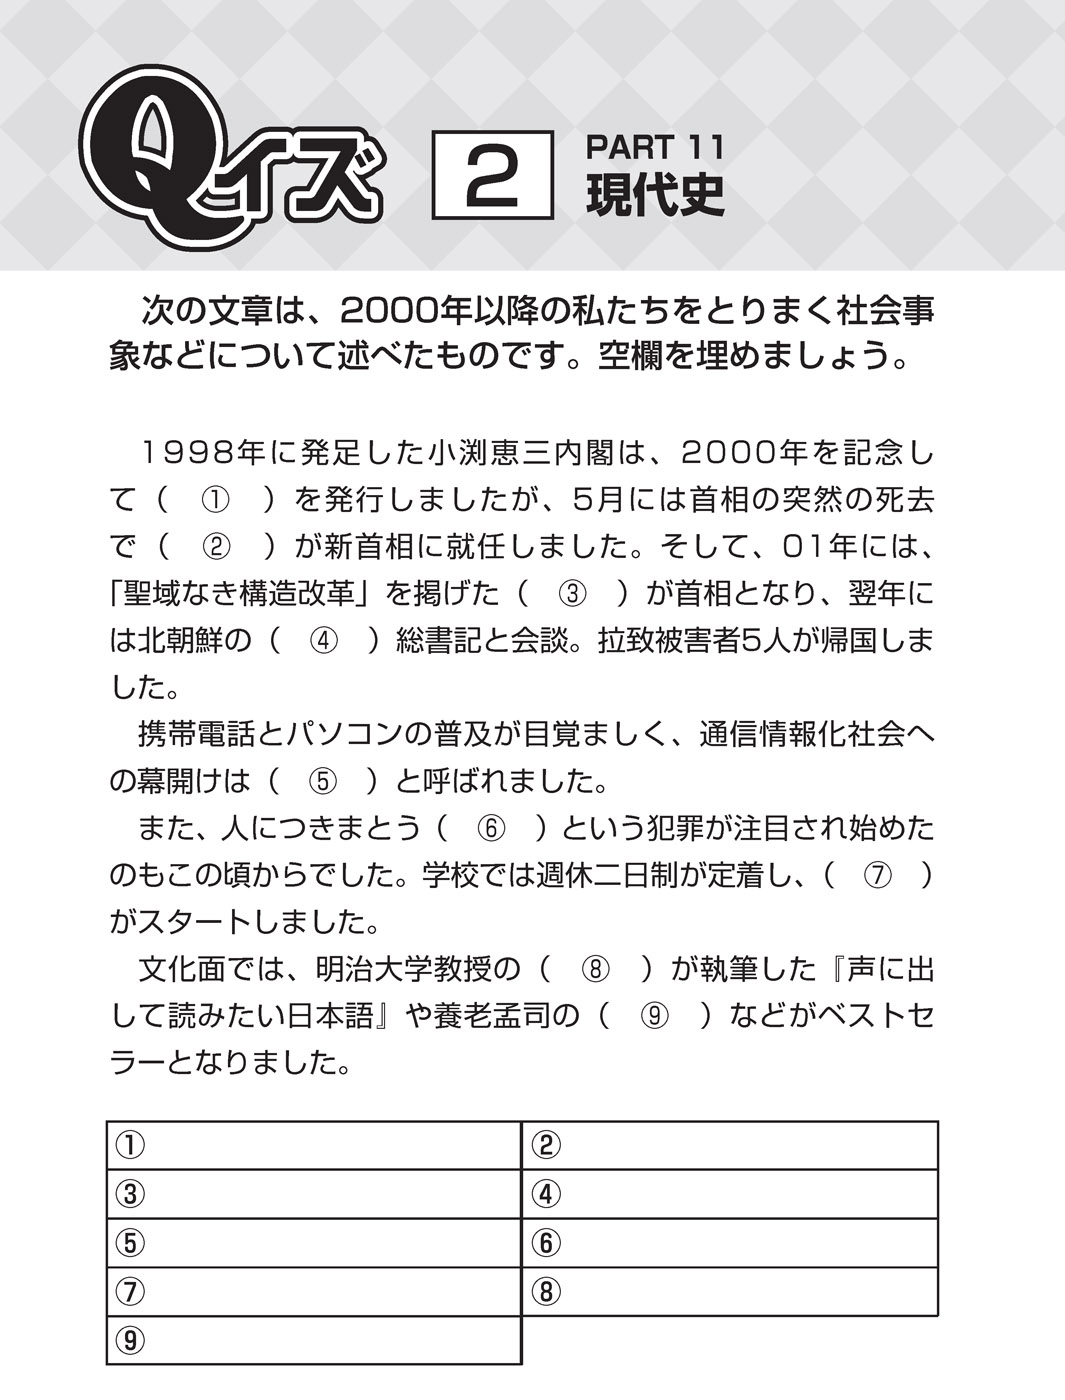 Qイズ 2 PART 11
現代史
次の文章は、2000年以降の私たちをとりまく社会事
象などについて述べたものです。空欄を埋めましょう。
1998年に発足した小渕恵三内閣は、2000年を記念し
て（　①　）を発行しましたが、5月には首相の突然の死去
で（　②　）が新首相に就任しました。そして、01年には、
「聖域なき構造改革」を掲げた（　③　）が首相となり、翌年に
は北朝鮮の（　④　）総書記と会談。拉致被害者5人が帰国しま
した。
携帯電話とパソコンの普及が目覚ましく、通信情報化社会へ
の幕開けは（　⑤　）と呼ばれました。
また、人につきまとう（　⑥　）という犯罪が注目され始めた
のもこの頃からでした。学校では週休二日制が定着し、（　⑦　）
がスタートしました。
文化面では、明治大学教授の（　⑧　）が執筆した『声に出
して読みたい日本語』や養老孟司の（　⑨　）などがベストセ
ラーとなりました。
① ②
③ ④
⑤ ⑥
⑦ ⑧
⑨